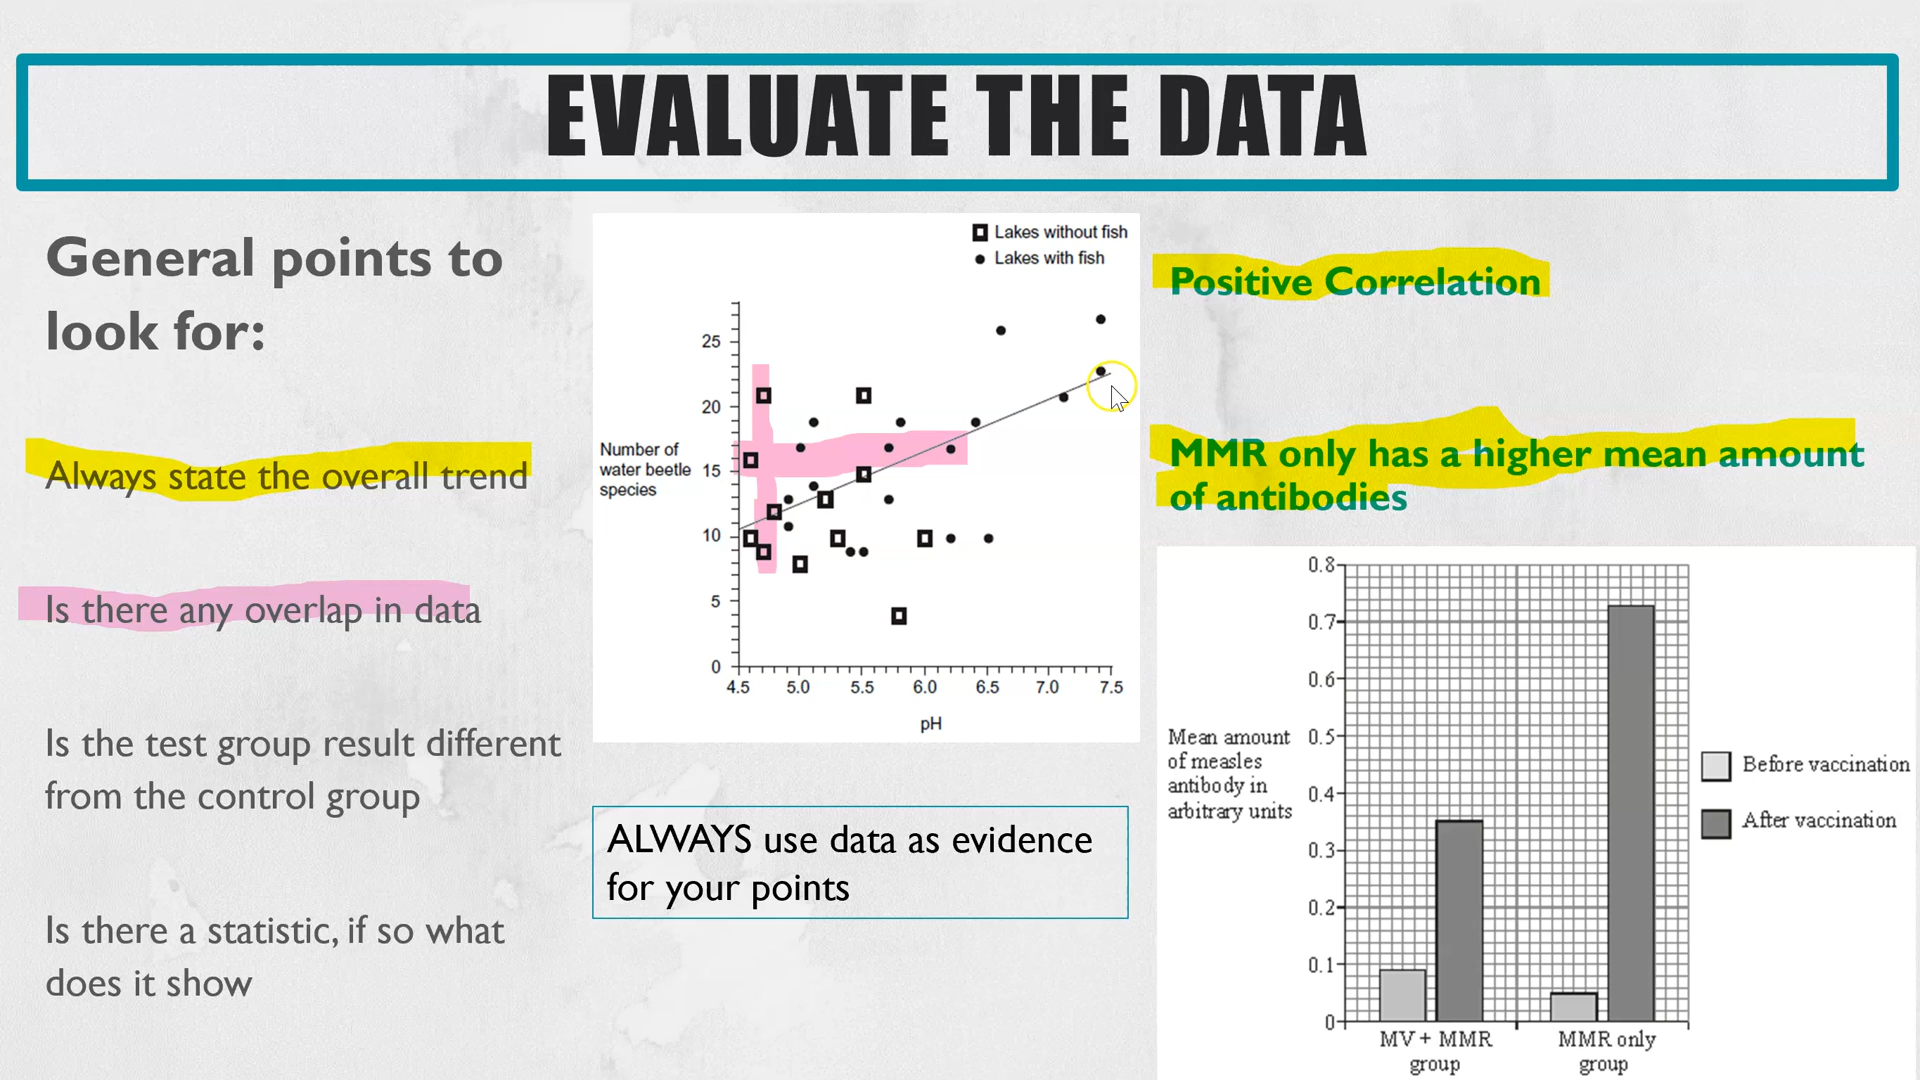 EVALUATE THE DATA
General points to
look for:
Always state the overall trend
Is there any overlap in data
Is the test group result different
from the control group
Is there a statistic, if so what
does it show
Lakes without fish
Lakes with fish
25
20
15
10
5
0
Number of
water beetle
species
4.5 5.0 5.5 6.0 6.5 7.0 7.5
pH
ALWAYS use data as evidence
for your points
Positive Correlation
MMR only has a higher mean amount
of antibodies
0.8
0.7
0.6
0.5
0.4
0.3
0.2
0.1
0
Mean amount
of measles
antibody in
arbitrary units
Before vaccination
After vaccination
MV + MMR
group
MMR only
group